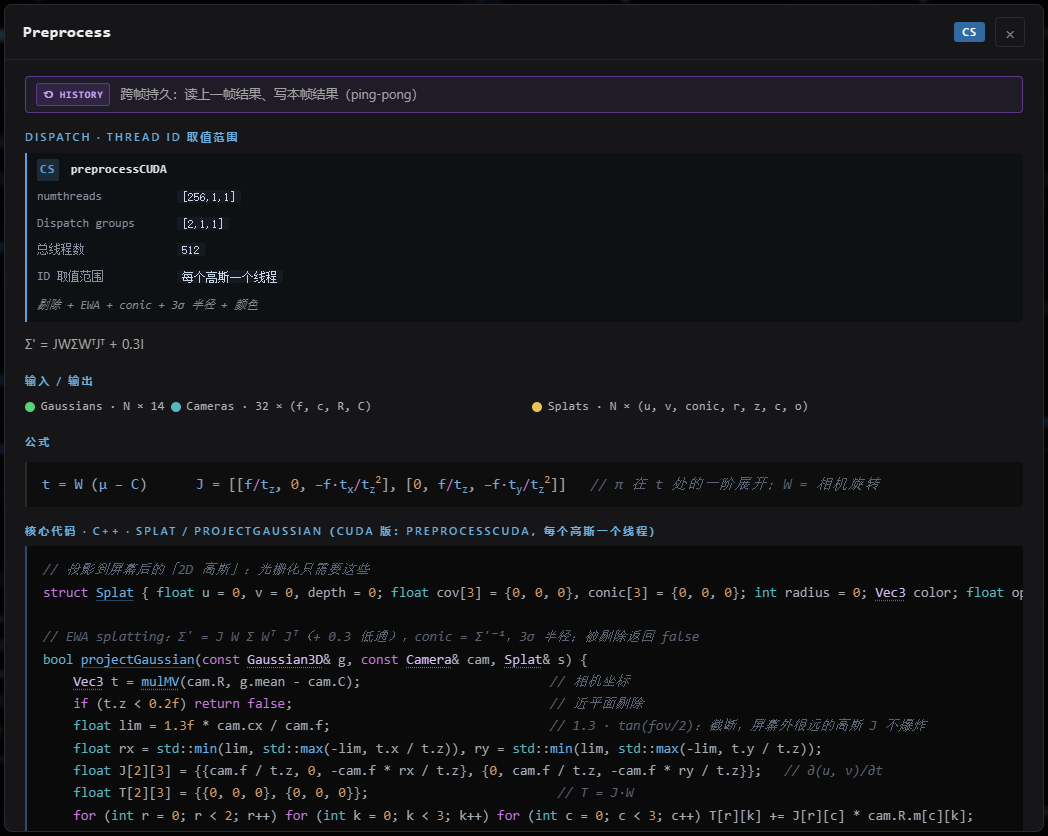 Preprocess
CS
×
HISTORY 跨帧持久: 读上一帧结果、写本帧结果 (ping-pong)
DISPATCH · THREAD ID 取值范围
CS preprocessCUDA
numthreads [256,1,1]
Dispatch groups [2,1,1]
总线程数 512
ID 取值范围 每个高斯一个线程
剔除 + EWA + conic + 3σ 半径 + 颜色
Σ' = JWΣWᵀJᵀ + 0.3I
输入 / 输出
Gaussians · N × 14 Cameras · 32 × (f, c, R, C) Splats · N × (u, v, conic, r, z, c, o)
公式
t = W (μ − C) J = [[f/t_z, 0, −f·t_x/t_z²], [0, f/t_z, −f·t_y/t_z²]] // π 在 t 处的一阶展开; W = 相机旋转
核心代码 · C++ · SPLAT / PROJECTGAUSSIAN (CUDA 版: PREPROCESSCUDA, 每个高斯一个线程)
// 投影到屏幕后的「2D 高斯」: 光栅化只需要这些
struct Splat { float u = 0, v = 0, depth = 0; float cov[3] = {0, 0, 0}, conic[3] = {0, 0, 0}; int radius = 0; Vec3 color; float op
// EWA splatting: Σ' = J W Σ Wᵀ Jᵀ (+ 0.3 低通), conic = Σ'⁻¹, 3σ 半径; 被剔除返回 false
bool projectGaussian(const Gaussian3D& g, const Camera& cam, Splat& s) {
Vec3 t = mulMV(cam.R, g.mean - cam.C); // 相机坐标
if (t.z < 0.2f) return false; // 近平面剔除
float lim = 1.3f * cam.cx / cam.f; // 1.3 · tan(fov/2): 截断, 屏幕外很远的高斯 J 不爆炸
float rx = std::min(lim, std::max(-lim, t.x / t.z)), ry = std::min(lim, std::max(-lim, t.y / t.z));
float J[2][3] = {{cam.f / t.z, 0, -cam.f * rx / t.z}, {0, cam.f / t.z, -cam.f * ry / t.z}}; // ∂(u, v)/∂t
float T[2][3] = {{0, 0, 0}, {0, 0, 0}}; // T = J·W
for (int r = 0; r < 2; r++) for (int k = 0; k < 3; k++) for (int c = 0; c < 3; c++) T[r][k] += J[r][c] * cam.R.m[c][k];